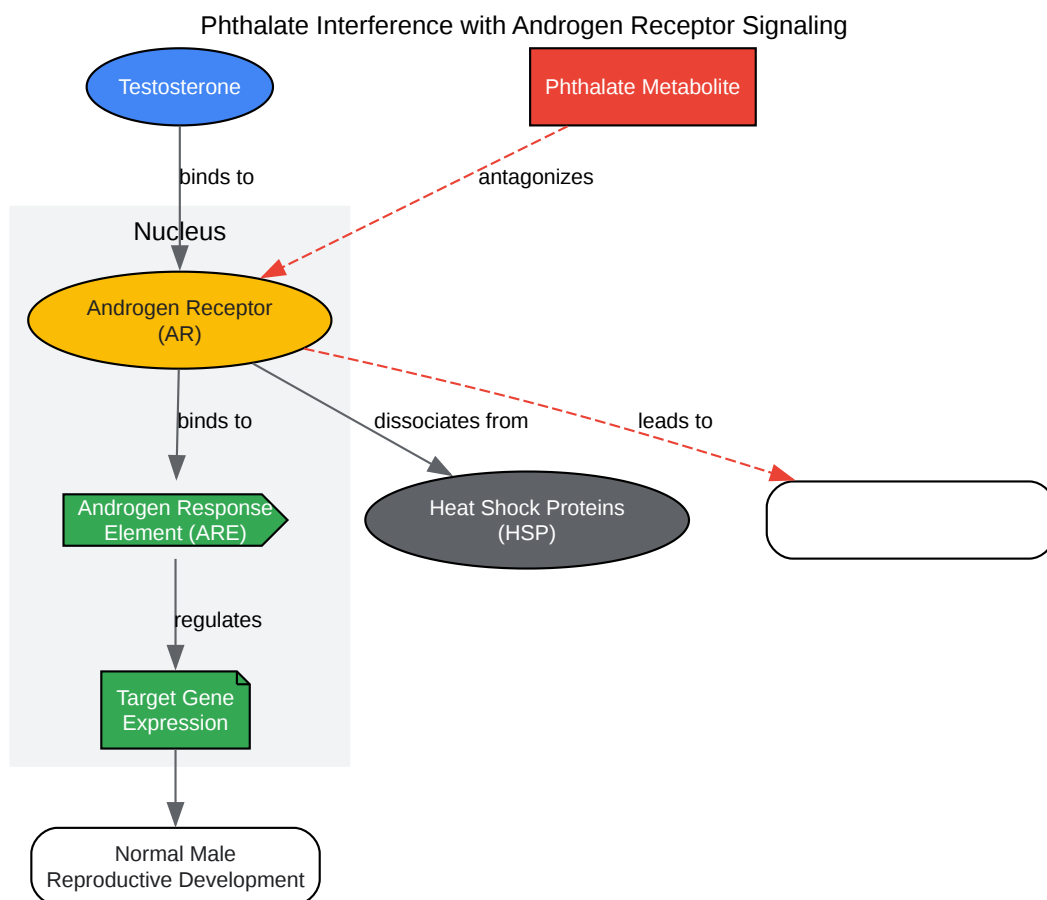 Phthalate Interference with Androgen Receptor Signaling
Testosterone
Phthalate Metabolite
binds to
antagonizes
Nucleus
Androgen Receptor
(AR)
binds to
dissociates from
leads to
Androgen Response
Element (ARE)
Heat Shock Proteins
(HSP)
regulates
Target Gene
Expression
Normal Male
Reproductive Development